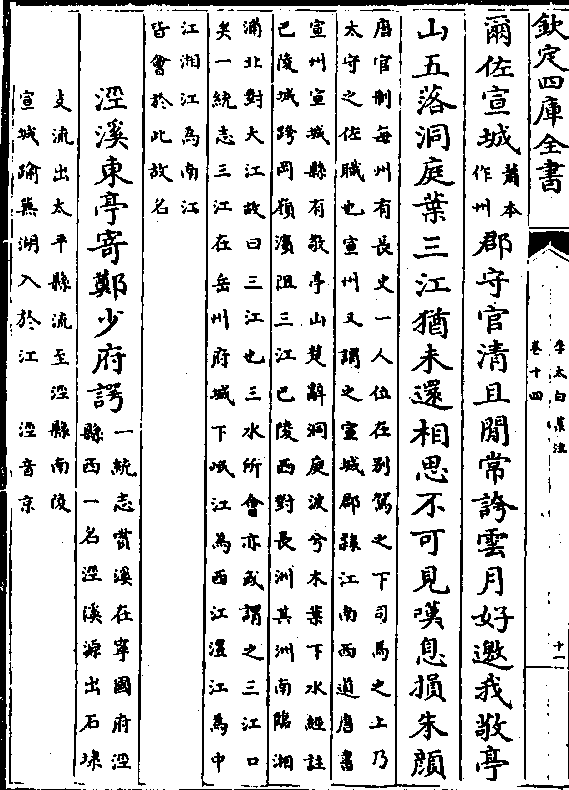 欽定四庫全書
李太白集注
卷十四
十一
爾佐宣城蕭本作州郡守官清且閒常誇雲月好邀我敬亭
山五落洞庭葉三江猶未還相思不可見嘆息損朱顔
唐官制每州有長史一人位在别駕之下司馬之上乃
太守之佐職也宣州又謂之宣城郡隷江南西道唐書
宣州宣城縣有敬亭山楚辭洞庭波兮木葉下水經註
巴陵城跨岡嶺濱阻三江巴陵西對長洲其洲南臨湘
浦北對大江故曰三江也三水所會亦或謂之三江口
矣一統志三江在岳州府城下岷江為西江澧江為中
江湘江為南江
皆會於此故名
涇溪東亭寄鄭少府諤
一統志賞溪在寧國府涇
縣西一名涇溪源出石埭
支流出太平縣流至涇縣南陵
宣城踰蕪湖入於江 涇音京